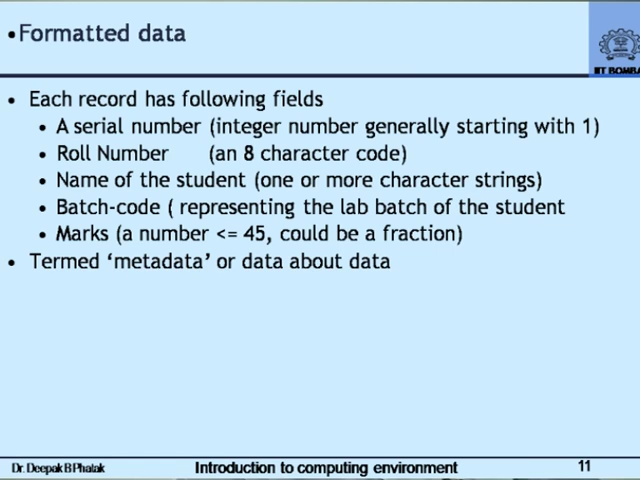 •Formatted data
IIT BOMBA
• Each record has following fields
• A serial number (integer number generally starting with 1)
• Roll Number (an 8 character code)
• Name of the student (one or more character strings)
• Batch-code ( representing the lab batch of the student
• Marks (a number <= 45, could be a fraction)
• Termed ‘metadata’ or data about data
Dr. Deepak B Phatak
Introduction to computing environment
11